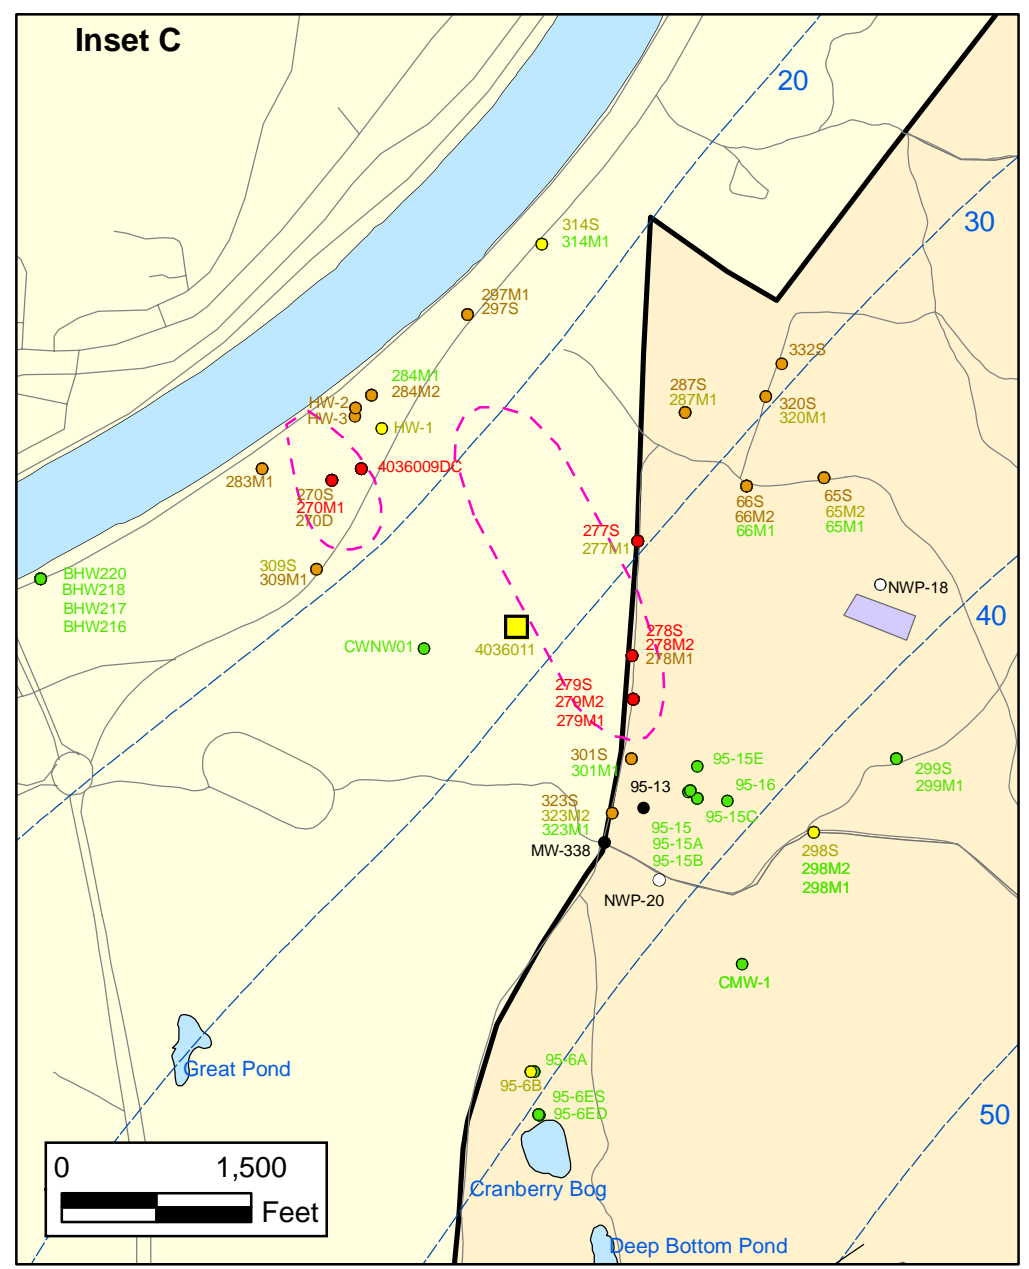 Inset C
20
30
314S
314M1
297M1
297S
332S
284M1
284M2
287S
287M1
320S
320M1
HW-2
HW-3
HW-1
4036009DC
283M1
270S
270M1
270D
66S
66M2
66M1
65S
65M2
65M1
277S
277M1
309S
309M1
BHW220
BHW218
BHW217
BHW216
NWP-18
40
CWNW01
4036011
278S
278M2
278M1
279S
279M2
279M1
301S
301M1
95-15E
95-13
95-16
95-15C
299S
299M1
323S
323M2
323M1
95-15
95-15A
95-15B
MW-338
298S
298M2
298M1
NWP-20
CMW-1
Great Pond
95-6A
95-6B
95-6ES
95-6ED
50
0 1,500
Feet
Cranberry Bog
Deep Bottom Pond